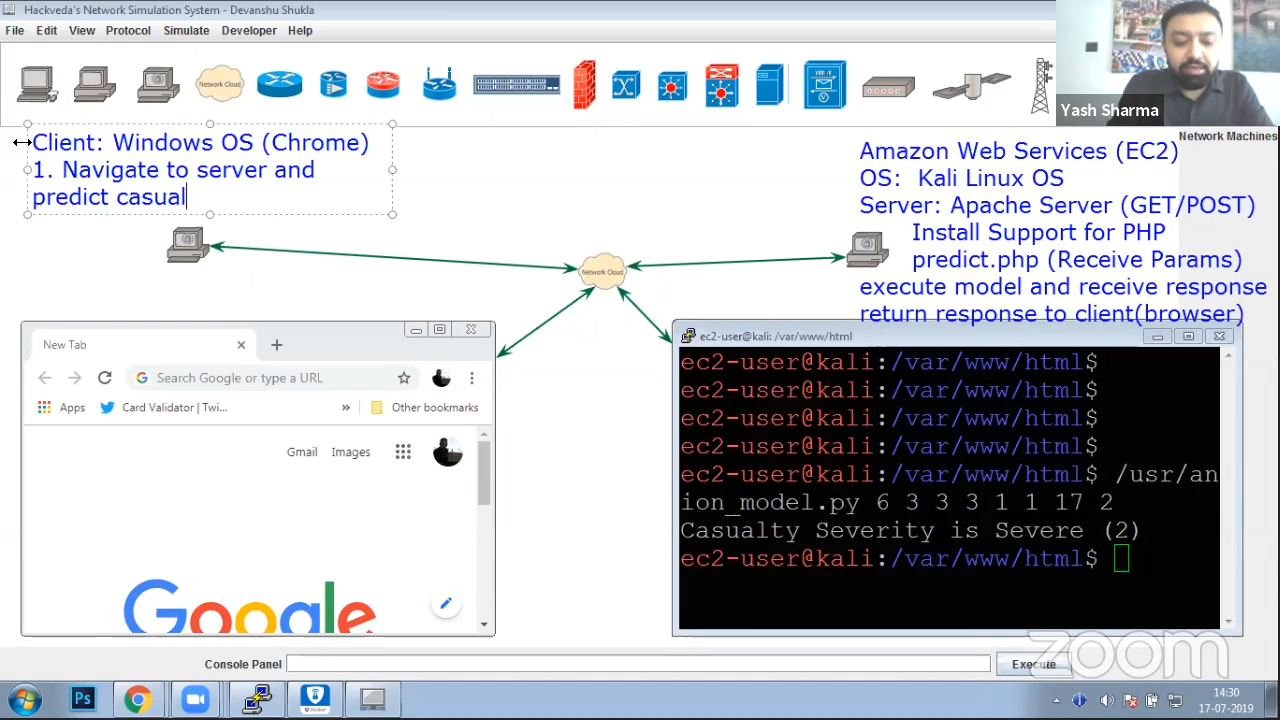 Hackveda's Network Simulation System - Devanshu Shukla
File Edit View Protocol Simulate Developer Help
Network Cloud
Yash Sharma
Network Machines
Client: Windows OS (Chrome)
1. Navigate to server and
predict casual
Amazon Web Services (EC2)
OS: Kali Linux OS
Server: Apache Server (GET/POST)
Install Support for PHP
predict.php (Receive Params)
execute model and receive response
return response to client(browser)
Network Cloud
New Tab
Search Google or type a URL
Apps Card Validator | Twi... » Other bookmarks
Gmail Images
Google
ec2-user@kali: /var/www/html
ec2-user@kali:/var/www/html$
ec2-user@kali:/var/www/html$
ec2-user@kali:/var/www/html$
ec2-user@kali:/var/www/html$
ec2-user@kali:/var/www/html$ /usr/an
ion_model.py 6 3 3 3 1 1 17 2
Casualty Severity is Severe (2)
ec2-user@kali:/var/www/html$
zoom
Console Panel Execute
Ps
14:30
17-07-2019